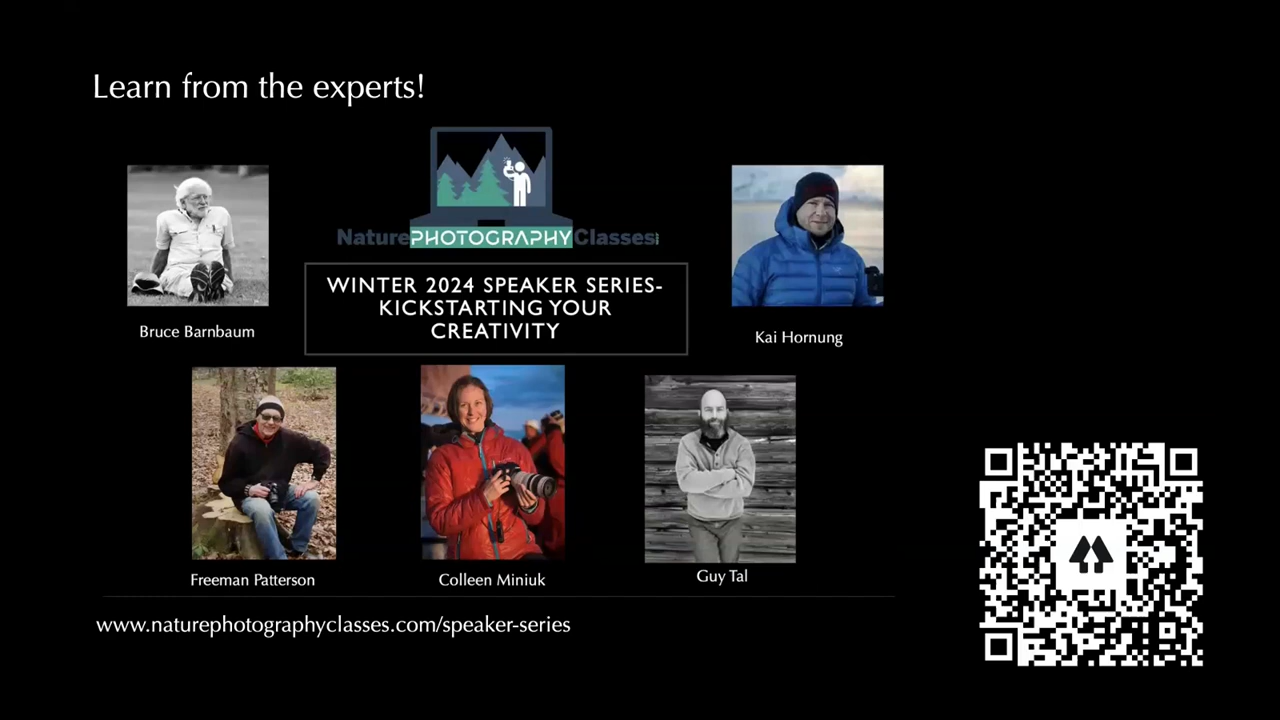 Learn from the experts!
NaturePHOTOGRAPHYClasses
WINTER 2024 SPEAKER SERIES-
KICKSTARTING YOUR
CREATIVITY
Bruce Barnbaum
Kai Hornung
Freeman Patterson
Colleen Miniuk
Guy Tal
www.naturephotographyclasses.com/speaker-series